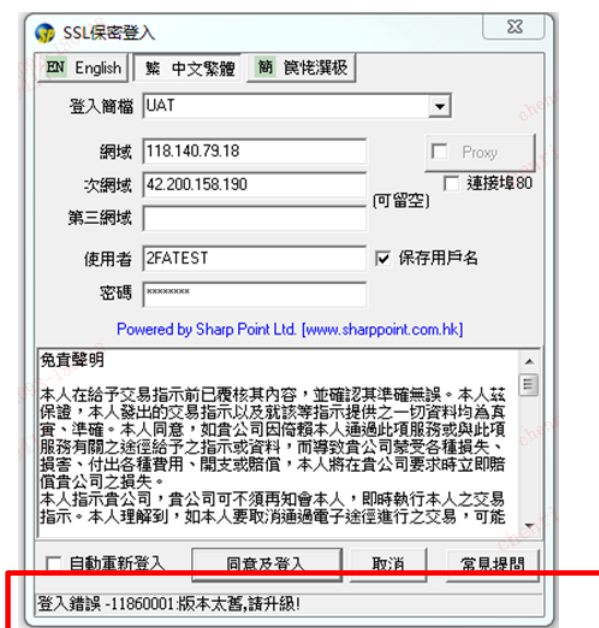 SSL保密登入
EN English 繁 中文繁體 簡 筦牷潠极
登入簡檔 UAT
網域 118.140.79.18 Proxy
次網域 42.200.158.190 (可留空) 連接埠80
第三網域
使用者 2FATEST 保存用戶名
密碼 ********
Powered by Sharp Point Ltd. [www.sharppoint.com.hk]
免責聲明
本人在給予交易指示前已覆核其內容，並確認其準確無誤。本人茲
保證，本人發出的交易指示以及就該等指示提供之一切資料均為真
實、準確。本人同意，如貴公司因倚賴本人通過此項服務或與此項
服務有關之途徑給予之指示或資料，而導致貴公司蒙受各種損失、
損害、付出各種費用、開支或賠償，本人將在貴公司要求時立即賠
償貴公司之損失。
本人指示貴公司，貴公司可不須再知會本人，即時執行本人之交易
指示。本人理解到，如本人要取消通過電子途徑進行之交易，可能
自動重新登入 同意及登入 取消 常見提問
登入錯誤 -11860001:版本太舊,請升級!